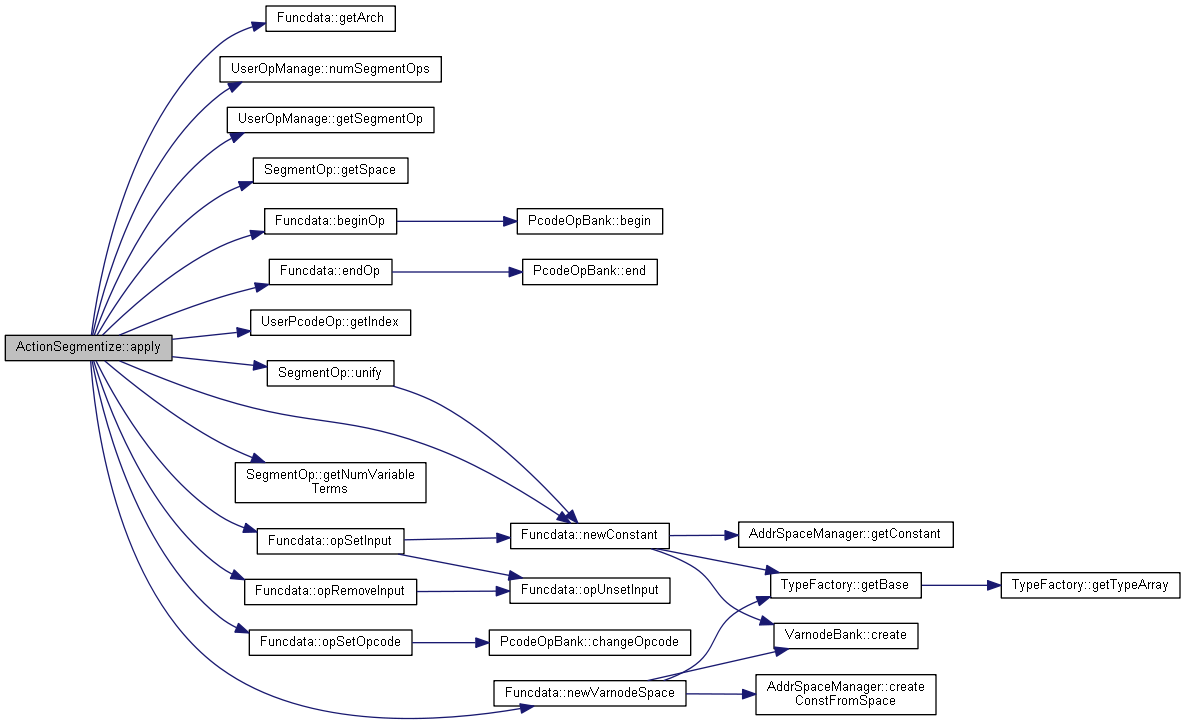 Funcdata::getArch
UserOpManage::numSegmentOps
UserOpManage::getSegmentOp
SegmentOp::getSpace
Funcdata::beginOp
PcodeOpBank::begin
Funcdata::endOp
PcodeOpBank::end
UserPcodeOp::getIndex
ActionSegmentize::apply
SegmentOp::unify
SegmentOp::getNumVariable
Terms
Funcdata::opSetInput
Funcdata::newConstant
AddrSpaceManager::getConstant
Funcdata::opRemoveInput
Funcdata::opUnsetInput
TypeFactory::getBase
TypeFactory::getTypeArray
Funcdata::opSetOpcode
PcodeOpBank::changeOpcode
VarnodeBank::create
Funcdata::newVarnodeSpace
AddrSpaceManager::create
ConstFromSpace